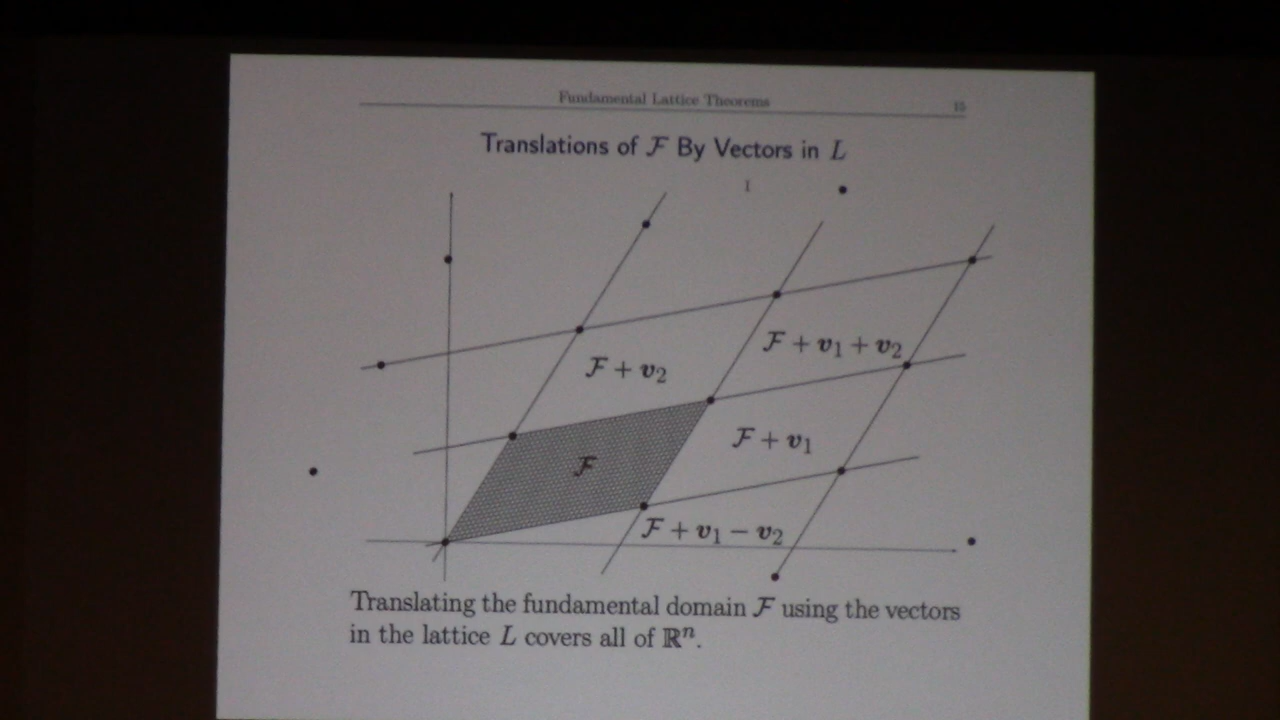 Fundamental Lattice Theorems 15
Translations of ℱ By Vectors in L
ℱ + v₁ + v₂
ℱ + v₂
ℱ + v₁
ℱ
ℱ + v₁ − v₂
Translating the fundamental domain ℱ using the vectors
in the lattice L covers all of ℝⁿ.